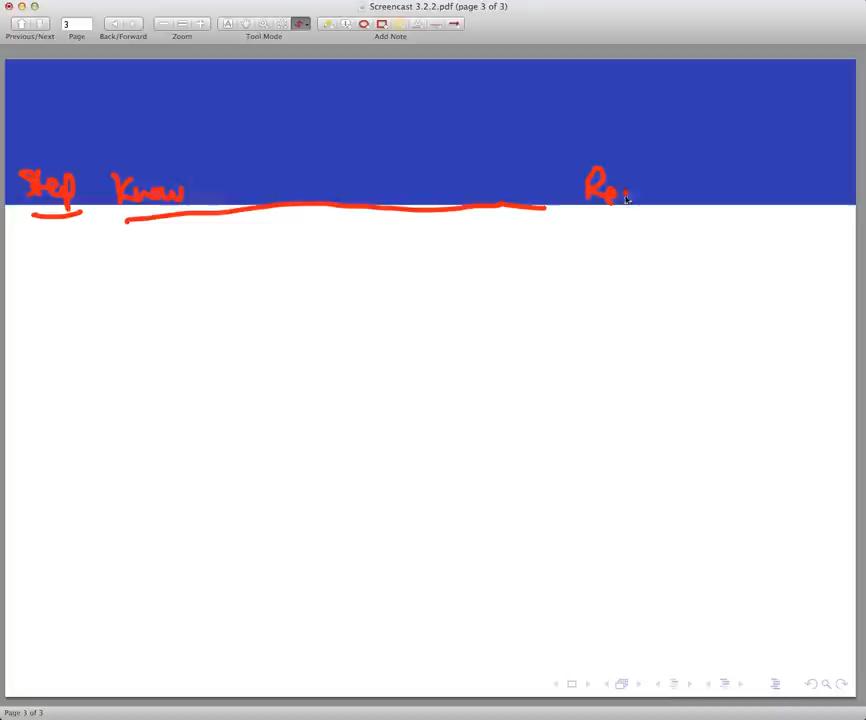 Screencast 3.2.2.pdf (page 3 of 3)
3
Previous/Next Page Back/Forward Zoom Tool Mode Add Note
Step Know Re
Page 3 of 3